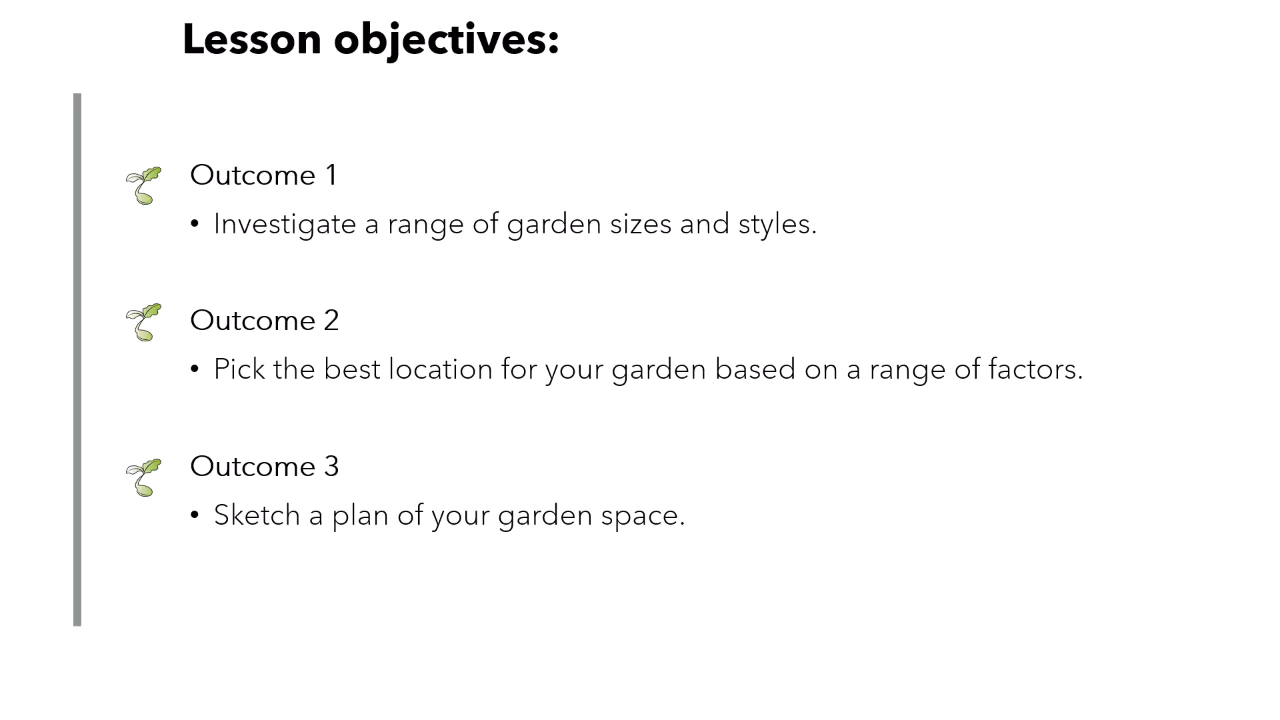 Lesson objectives:
Outcome 1
• Investigate a range of garden sizes and styles.
Outcome 2
• Pick the best location for your garden based on a range of factors.
Outcome 3
• Sketch a plan of your garden space.